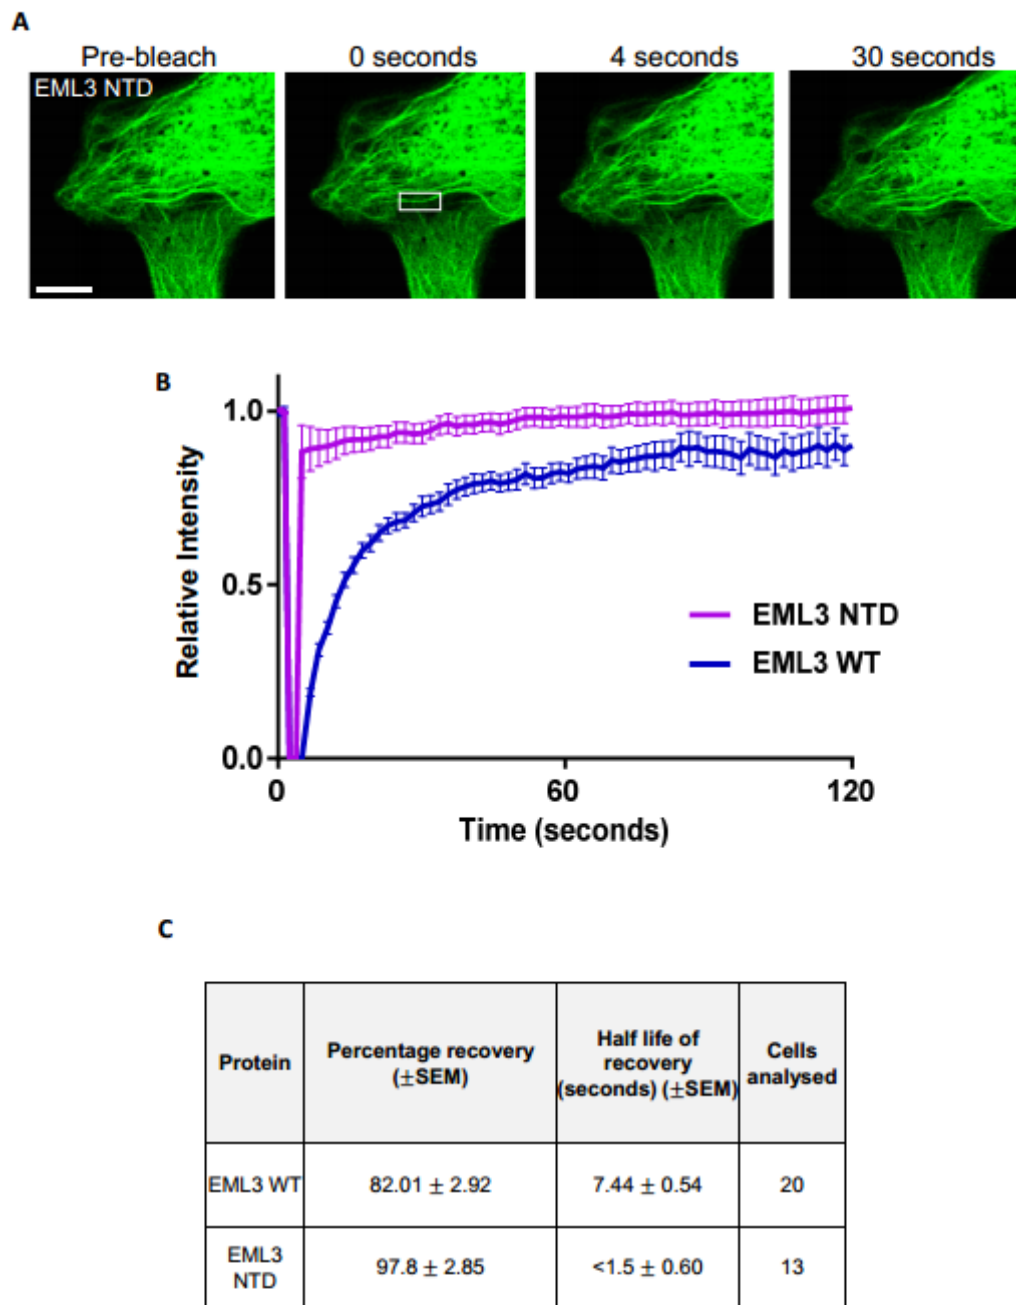 A
Pre-bleach 0 seconds 4 seconds 30 seconds
EML3 NTD
B
1.0
0.5
0.0
Relative Intensity
EML3 NTD
EML3 WT
0 60 120
Time (seconds)
C
Protein
Percentage recovery
(±SEM)
Half life of
recovery
(seconds) (±SEM)
Cells
analysed
EML3 WT 82.01 ± 2.92 7.44 ± 0.54 20
EML3
NTD
97.8 ± 2.85 <1.5 ± 0.60 13